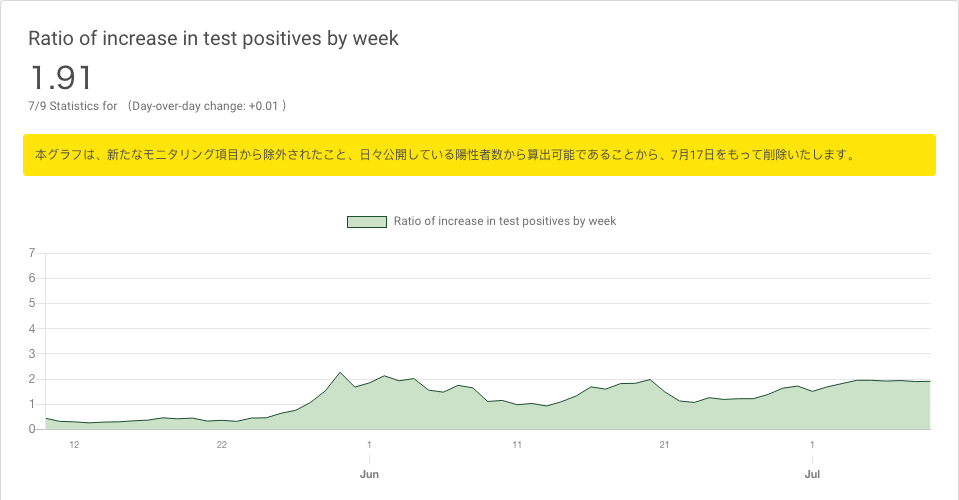 Ratio of increase in test positives by week
1.91
7/9 Statistics for （Day-over-day change: +0.01 ）
本グラフは、新たなモニタリング項目から除外されたこと、日々公開している陽性者数から算出可能であることから、7月17日をもって削除いたします。
Ratio of increase in test positives by week
7
6
5
4
3
2
1
0
12 22 1 11 21 1
Jun Jul